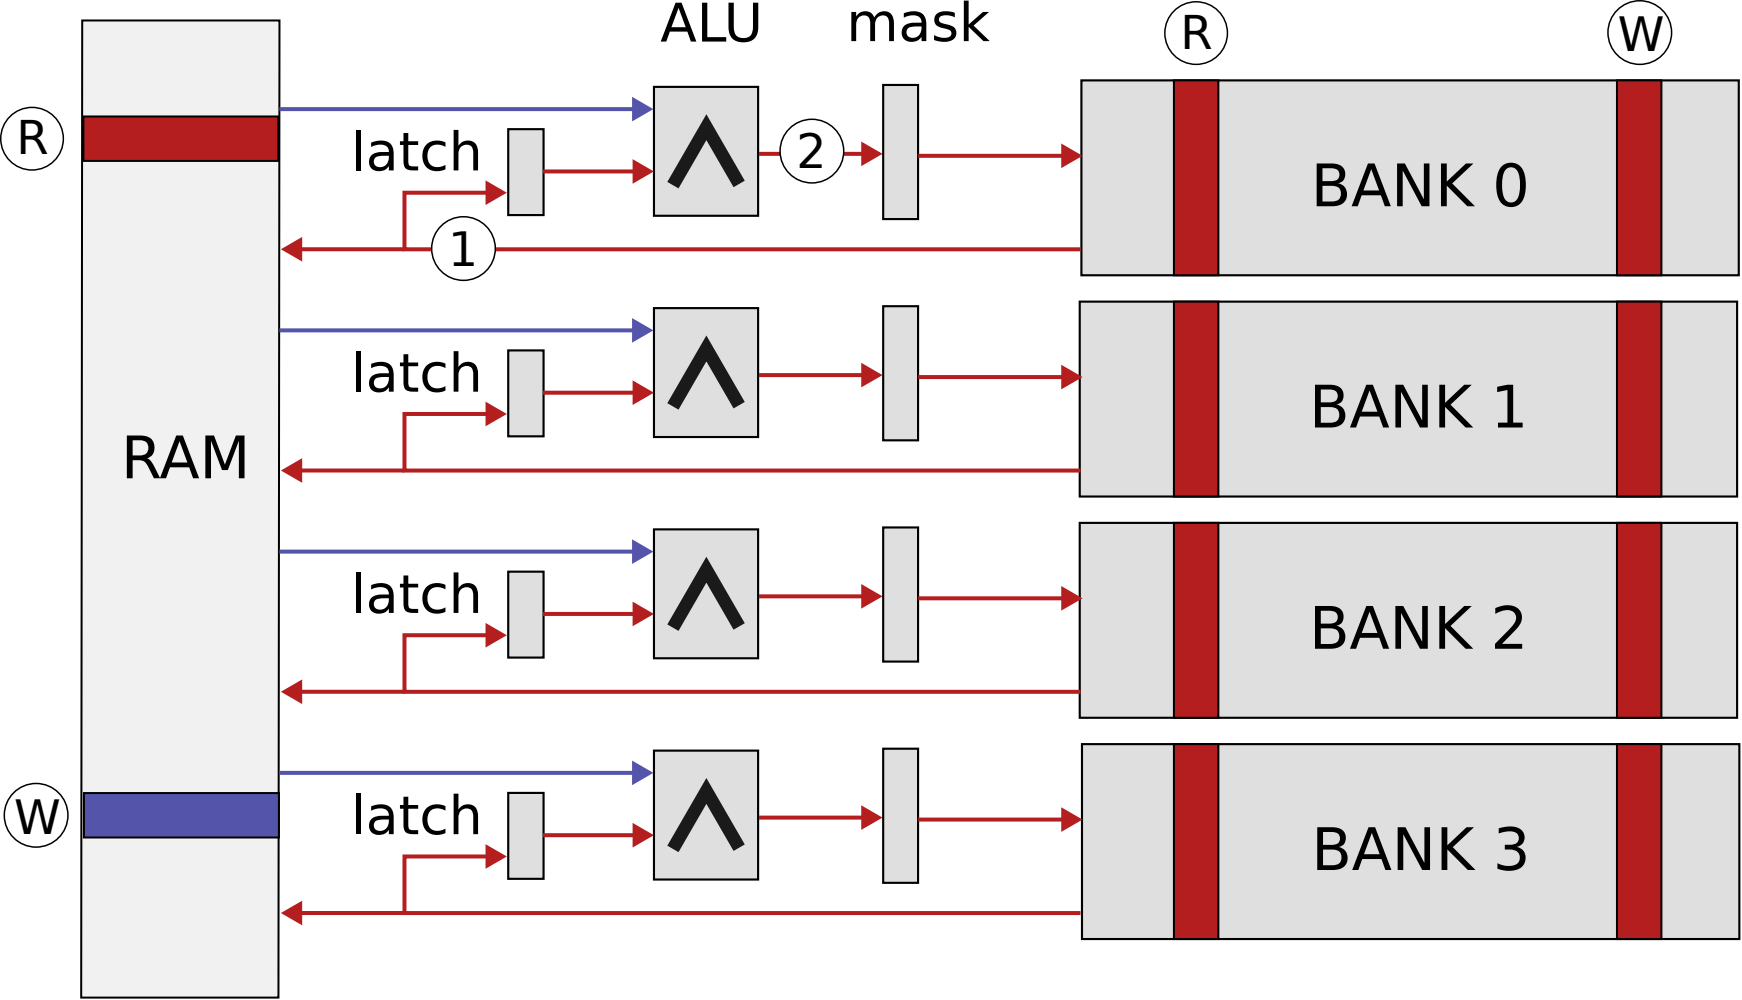 ALU mask R W
R
latch 2
BANK 0
1
latch
BANK 1
RAM
latch
BANK 2
latch
W
BANK 3